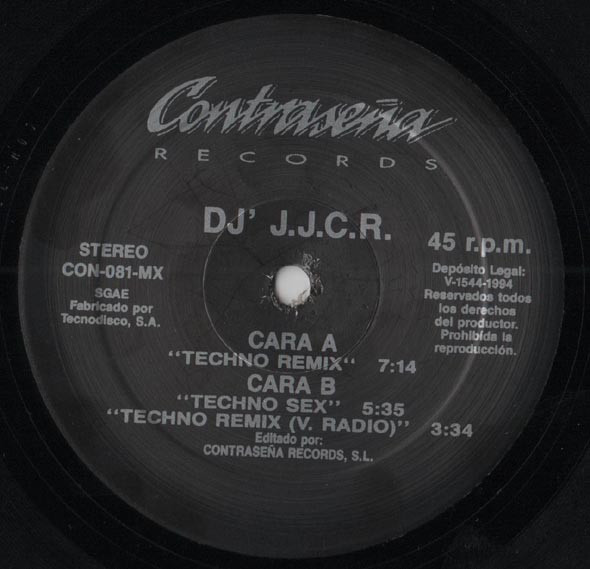 Contraseña
RECORDS
DJ' J.J.C.R.
STEREO
CON-081-MX
SGAE
Fabricado por
Tecnodisco, S.A.
45 r.p.m.
Depósito Legal:
V-1544-1994
Reservados todos
los derechos
del productor.
Prohibida la
reproducción.
CARA A
"TECHNO REMIX" 7:14
CARA B
"TECHNO SEX" 5:35
"TECHNO REMIX (V. RADIO)" 3:34
Editado por:
CONTRASEÑA RECORDS, S.L.